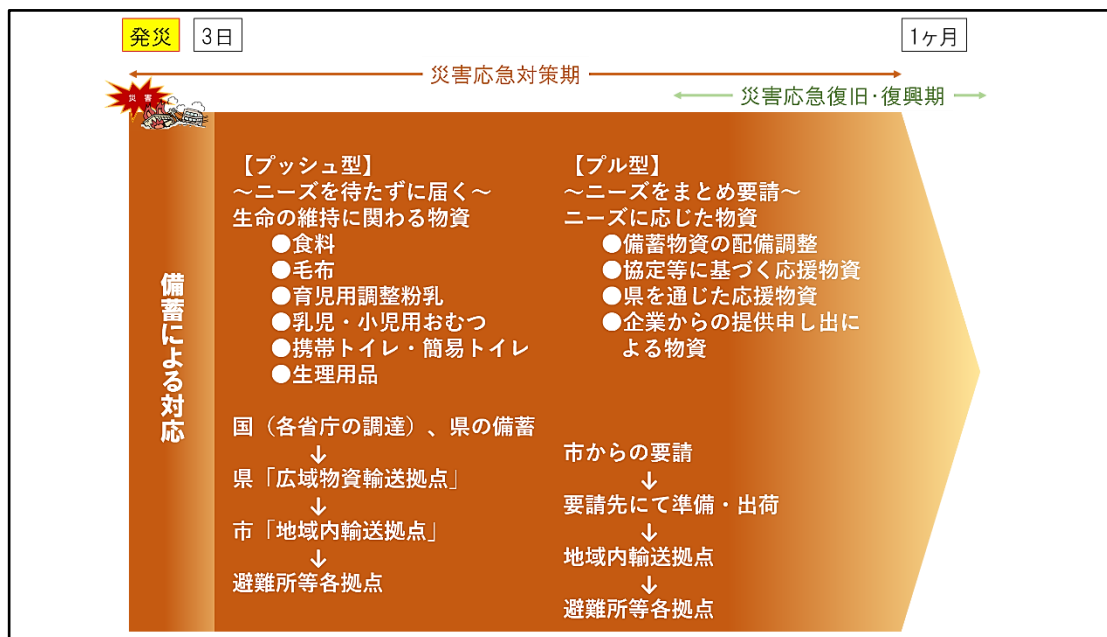 発災
3日
1ヶ月
災害応急対策期
災害応急復旧・復興期
災害
備蓄による対応
【プッシュ型】
～ニーズを待たずに届く～
生命の維持に関わる物資
●食料
●毛布
●育児用調整粉乳
●乳児・小児用おむつ
●携帯トイレ・簡易トイレ
●生理用品
国（各省庁の調達）、県の備蓄
↓
県「広域物資輸送拠点」
↓
市「地域内輸送拠点」
↓
避難所等各拠点
【プル型】
～ニーズをまとめ要請～
ニーズに応じた物資
●備蓄物資の配備調整
●協定等に基づく応援物資
●県を通じた応援物資
●企業からの提供申し出に
よる物資
市からの要請
↓
要請先にて準備・出荷
↓
地域内輸送拠点
↓
避難所等各拠点